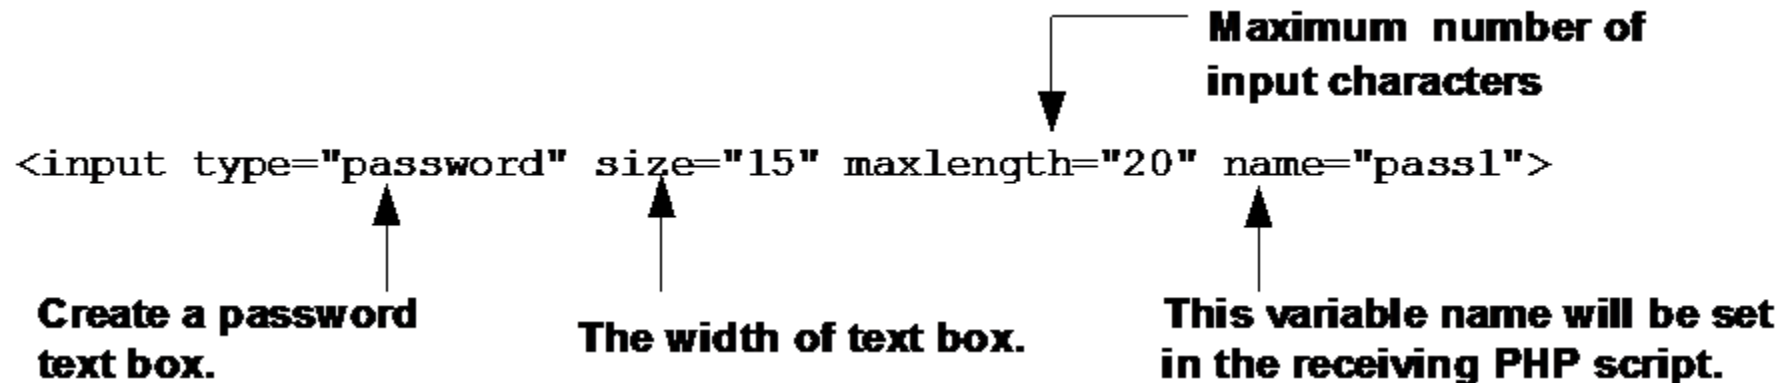 Maximum number of
input characters
<input type="password" size="15" maxlength="20" name="pass1">
Create a password
text box.
The width of text box.
This variable name will be set
in the receiving PHP script.